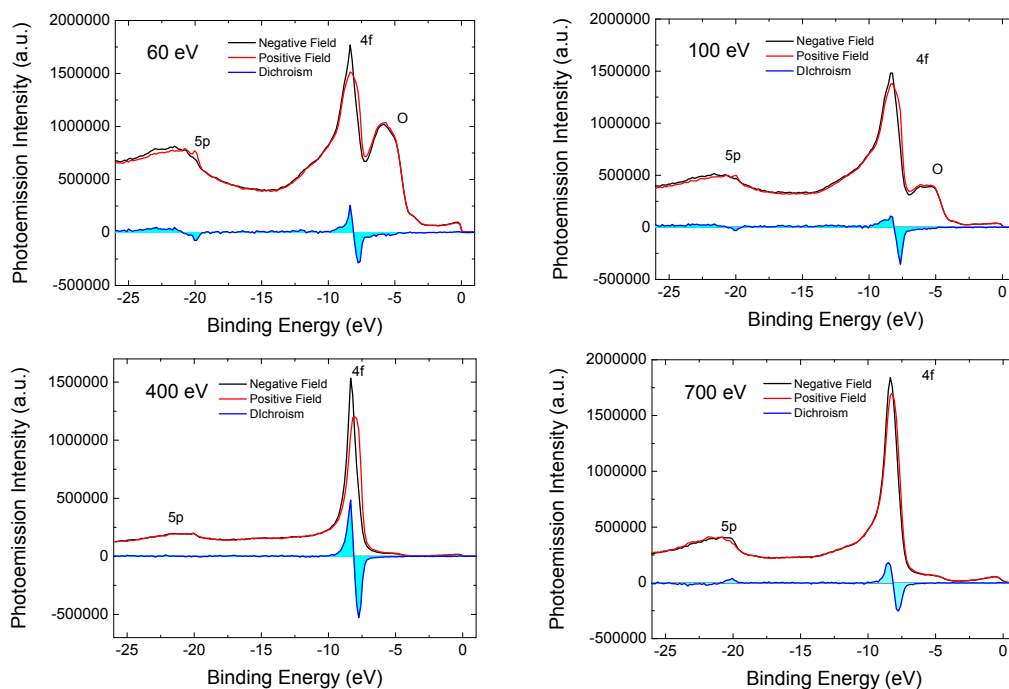 60 eV
4f
Negative Field
Positive Field
Dichroism
O
5p
2000000
1500000
1000000
500000
0
-500000
-25 -20 -15 -10 -5 0
Photoemission Intensity (a.u.)
Binding Energy (eV)
100 eV
4f
Negative Field
Positive Field
DIchroism
5p
O
2000000
1500000
1000000
500000
0
-500000
-25 -20 -15 -10 -5 0
Photoemission Intensity (a.u.)
Binding Energy (eV)
400 eV
4f
Negative Field
Positive Field
DIchroism
5p
1500000
1000000
500000
0
-500000
-25 -20 -15 -10 -5 0
Photoemission Intensity (a.u.)
Binding Energy (eV)
700 eV
4f
Negative Field
Positive Field
Dichroism
5p
2000000
1500000
1000000
500000
0
-500000
-25 -20 -15 -10 -5 0
Photoemission Intensity (a.u.)
Binding Energy (eV)